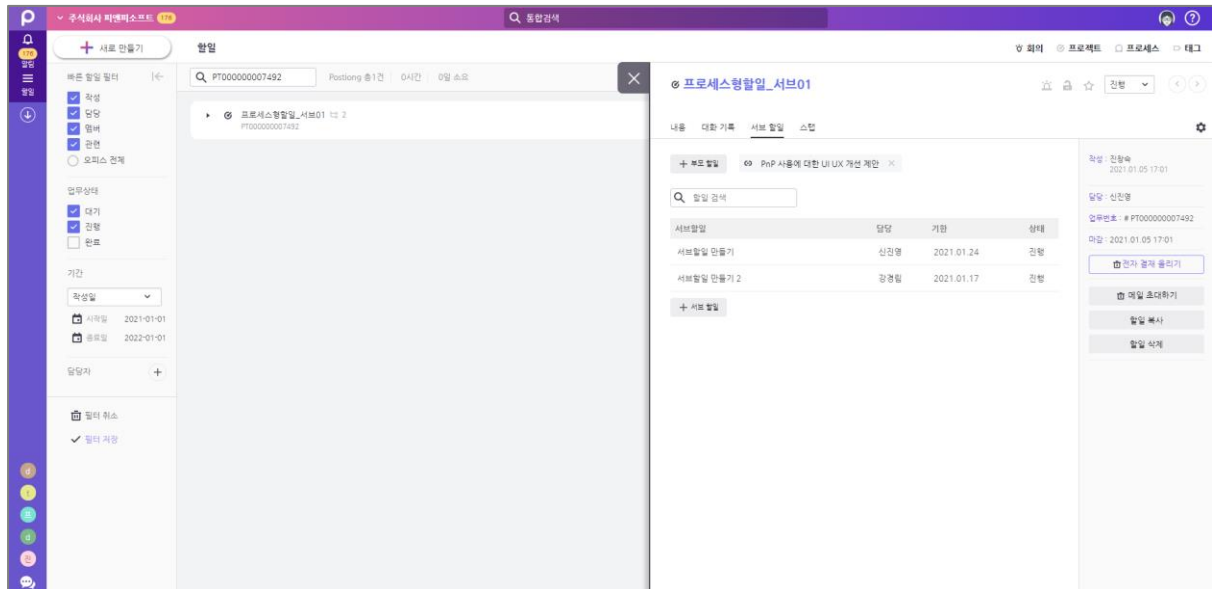 주식회사 피앤피소프트 176
통합검색
176
알림
할일
새로 만들기
빠른 할일 필터
작성
담당
멤버
관련
오피스 전체
업무상태
대기
진행
완료
기간
작성일
시작일 2021-01-01
종료일 2022-01-01
담당자
필터 취소
필터 저장
할일
회의 프로젝트 프로세스 태그
PT000000007492 Postiong 총1건 0시간 0일 소요
프로세스형할일_서브01 2
PT000000007492
프로세스형할일_서브01
진행
내용 대화 기록 서브 할일 스탭
+ 부모 할일 PnP 사용에 대한 UI UX 개선 제안
할일 검색
서브할일 담당 기한 상태
서브할일 만들기 신진영 2021.01.24 진행
서브할일 만들기 2 강경림 2021.01.17 진행
+ 서브 할일
작성 : 진창숙
2021.01.05 17:01
담당 : 신진영
업무번호 : # PT000000007492
마감 : 2021.01.05 17:01
전자 결재 올리기
메일 초대하기
할일 복사
할일 삭제